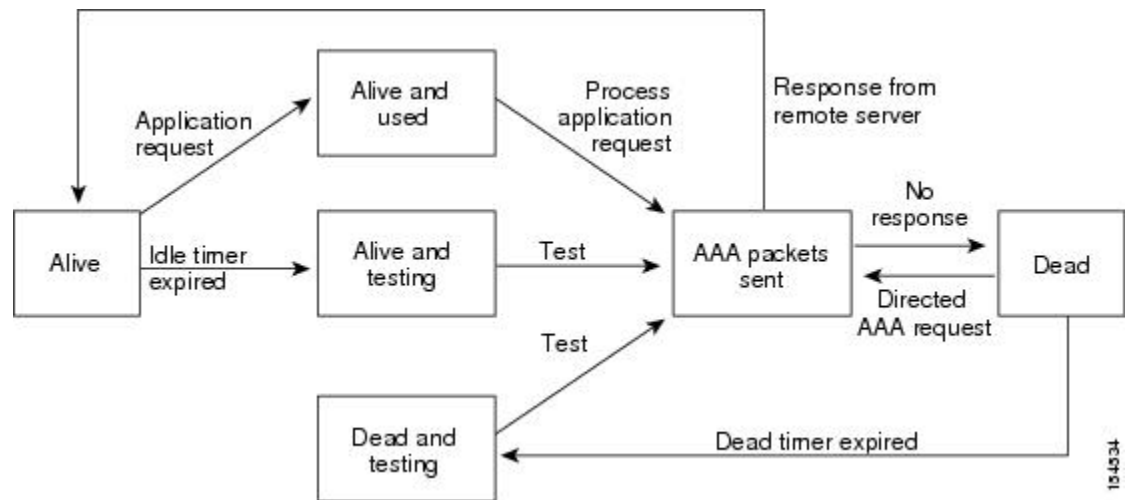 Alive and
used
Process
application
request
Response from
remote server
Application
request
No
response
Alive
Idle timer
expired
Alive and
testing
Test
AAA packets
sent
Dead
Directed
AAA request
Test
Dead and
testing
Dead timer expired
154534